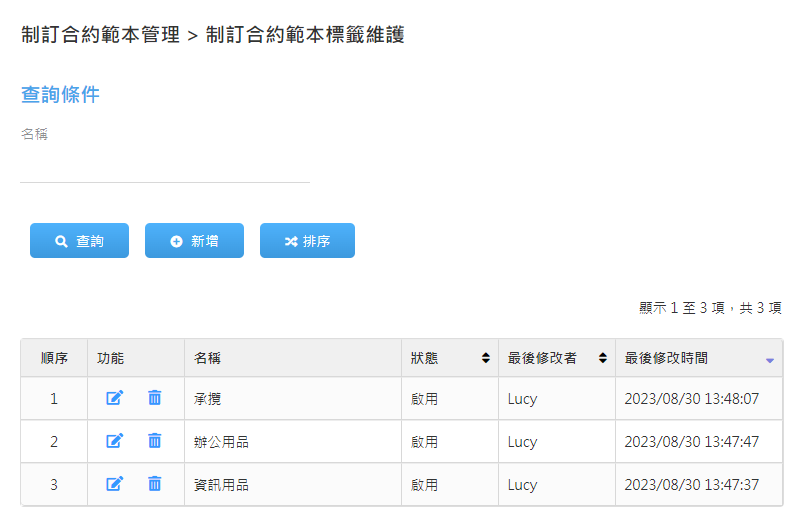 制訂合約範本管理 > 制訂合約範本標籤維護
查詢條件
名稱
查詢 新增 排序
顯示 1 至 3 項，共 3 項
順序 功能 名稱 狀態 最後修改者 最後修改時間
1 承攬 啟用 Lucy 2023/08/30 13:48:07
2 辦公用品 啟用 Lucy 2023/08/30 13:47:47
3 資訊用品 啟用 Lucy 2023/08/30 13:47:37